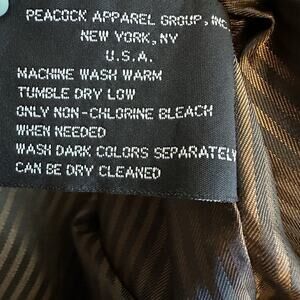 PEACOCK APPAREL GROUP, INC.
NEW YORK, NY
U.S.A.
MACHINE WASH WARM
TUMBLE DRY LOW
ONLY NON-CHLORINE BLEACH
WHEN NEEDED
WASH DARK COLORS SEPARATELY
CAN BE DRY CLEANED